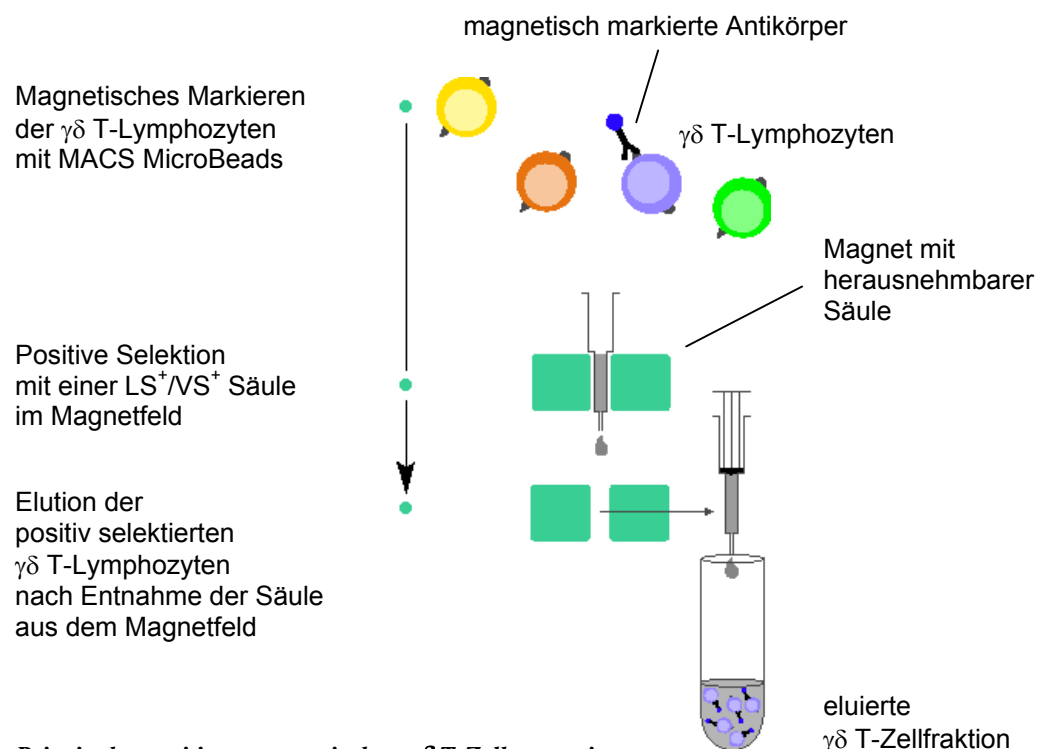 magnetisch markierte Antikörper
Magnetisches Markieren
der γδ T-Lymphozyten
mit MACS MicroBeads
γδ T-Lymphozyten
Magnet mit
herausnehmbarer
Säule
Positive Selektion
mit einer LS⁺/VS⁺ Säule
im Magnetfeld
Elution der
positiv selektierten
γδ T-Lymphozyten
nach Entnahme der Säule
aus dem Magnetfeld
eluierte
γδ T-Zellfraktion